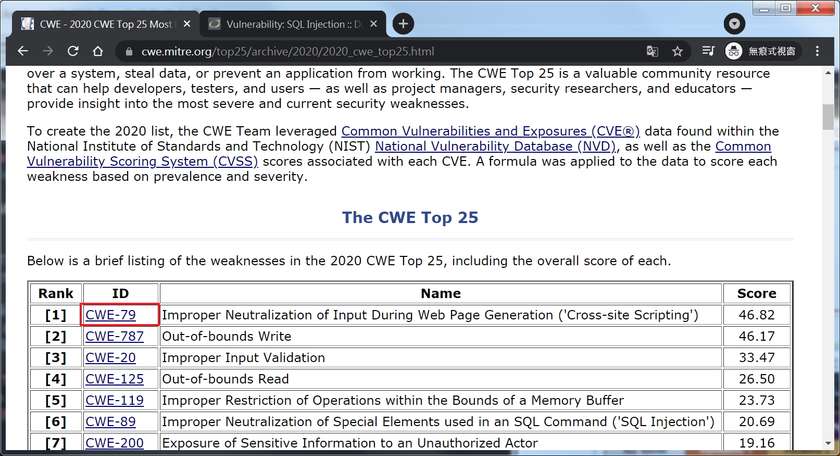 CWE - 2020 CWE Top 25 Most
Vulnerability: SQL Injection :: D
cwe.mitre.org/top25/archive/2020/2020_cwe_top25.html
無痕式視窗
over a system, steal data, or prevent an application from working. The CWE Top 25 is a valuable community resource
that can help developers, testers, and users — as well as project managers, security researchers, and educators —
provide insight into the most severe and current security weaknesses.
To create the 2020 list, the CWE Team leveraged Common Vulnerabilities and Exposures (CVE®) data found within the
National Institute of Standards and Technology (NIST) National Vulnerability Database (NVD), as well as the Common
Vulnerability Scoring System (CVSS) scores associated with each CVE. A formula was applied to the data to score each
weakness based on prevalence and severity.
The CWE Top 25
Below is a brief listing of the weaknesses in the 2020 CWE Top 25, including the overall score of each.
Rank ID Name Score
[1] CWE-79 Improper Neutralization of Input During Web Page Generation ('Cross-site Scripting') 46.82
[2] CWE-787 Out-of-bounds Write 46.17
[3] CWE-20 Improper Input Validation 33.47
[4] CWE-125 Out-of-bounds Read 26.50
[5] CWE-119 Improper Restriction of Operations within the Bounds of a Memory Buffer 23.73
[6] CWE-89 Improper Neutralization of Special Elements used in an SQL Command ('SQL Injection') 20.69
[7] CWE-200 Exposure of Sensitive Information to an Unauthorized Actor 19.16